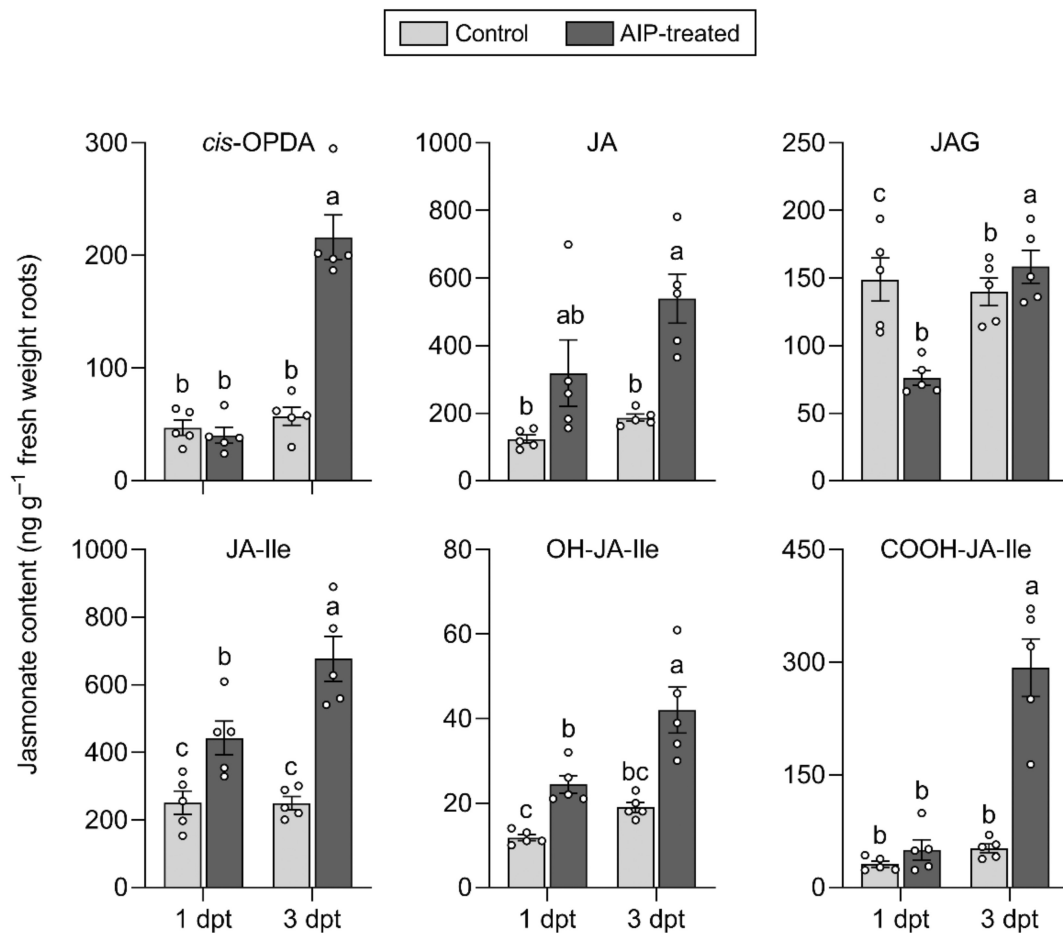 Control AIP-treated
Jasmonate content (ng g⁻¹ fresh weight roots)
cis-OPDA
300
200
100
0
b
b
b
a
JA
1000
800
600
400
200
0
b
ab
b
a
JAG
250
200
150
100
50
0
c
b
b
a
JA-Ile
1000
800
600
400
200
0
c
b
c
a
1 dpt 3 dpt
OH-JA-Ile
80
60
40
20
0
c
b
bc
a
1 dpt 3 dpt
COOH-JA-Ile
450
300
150
0
b
b
b
a
1 dpt 3 dpt